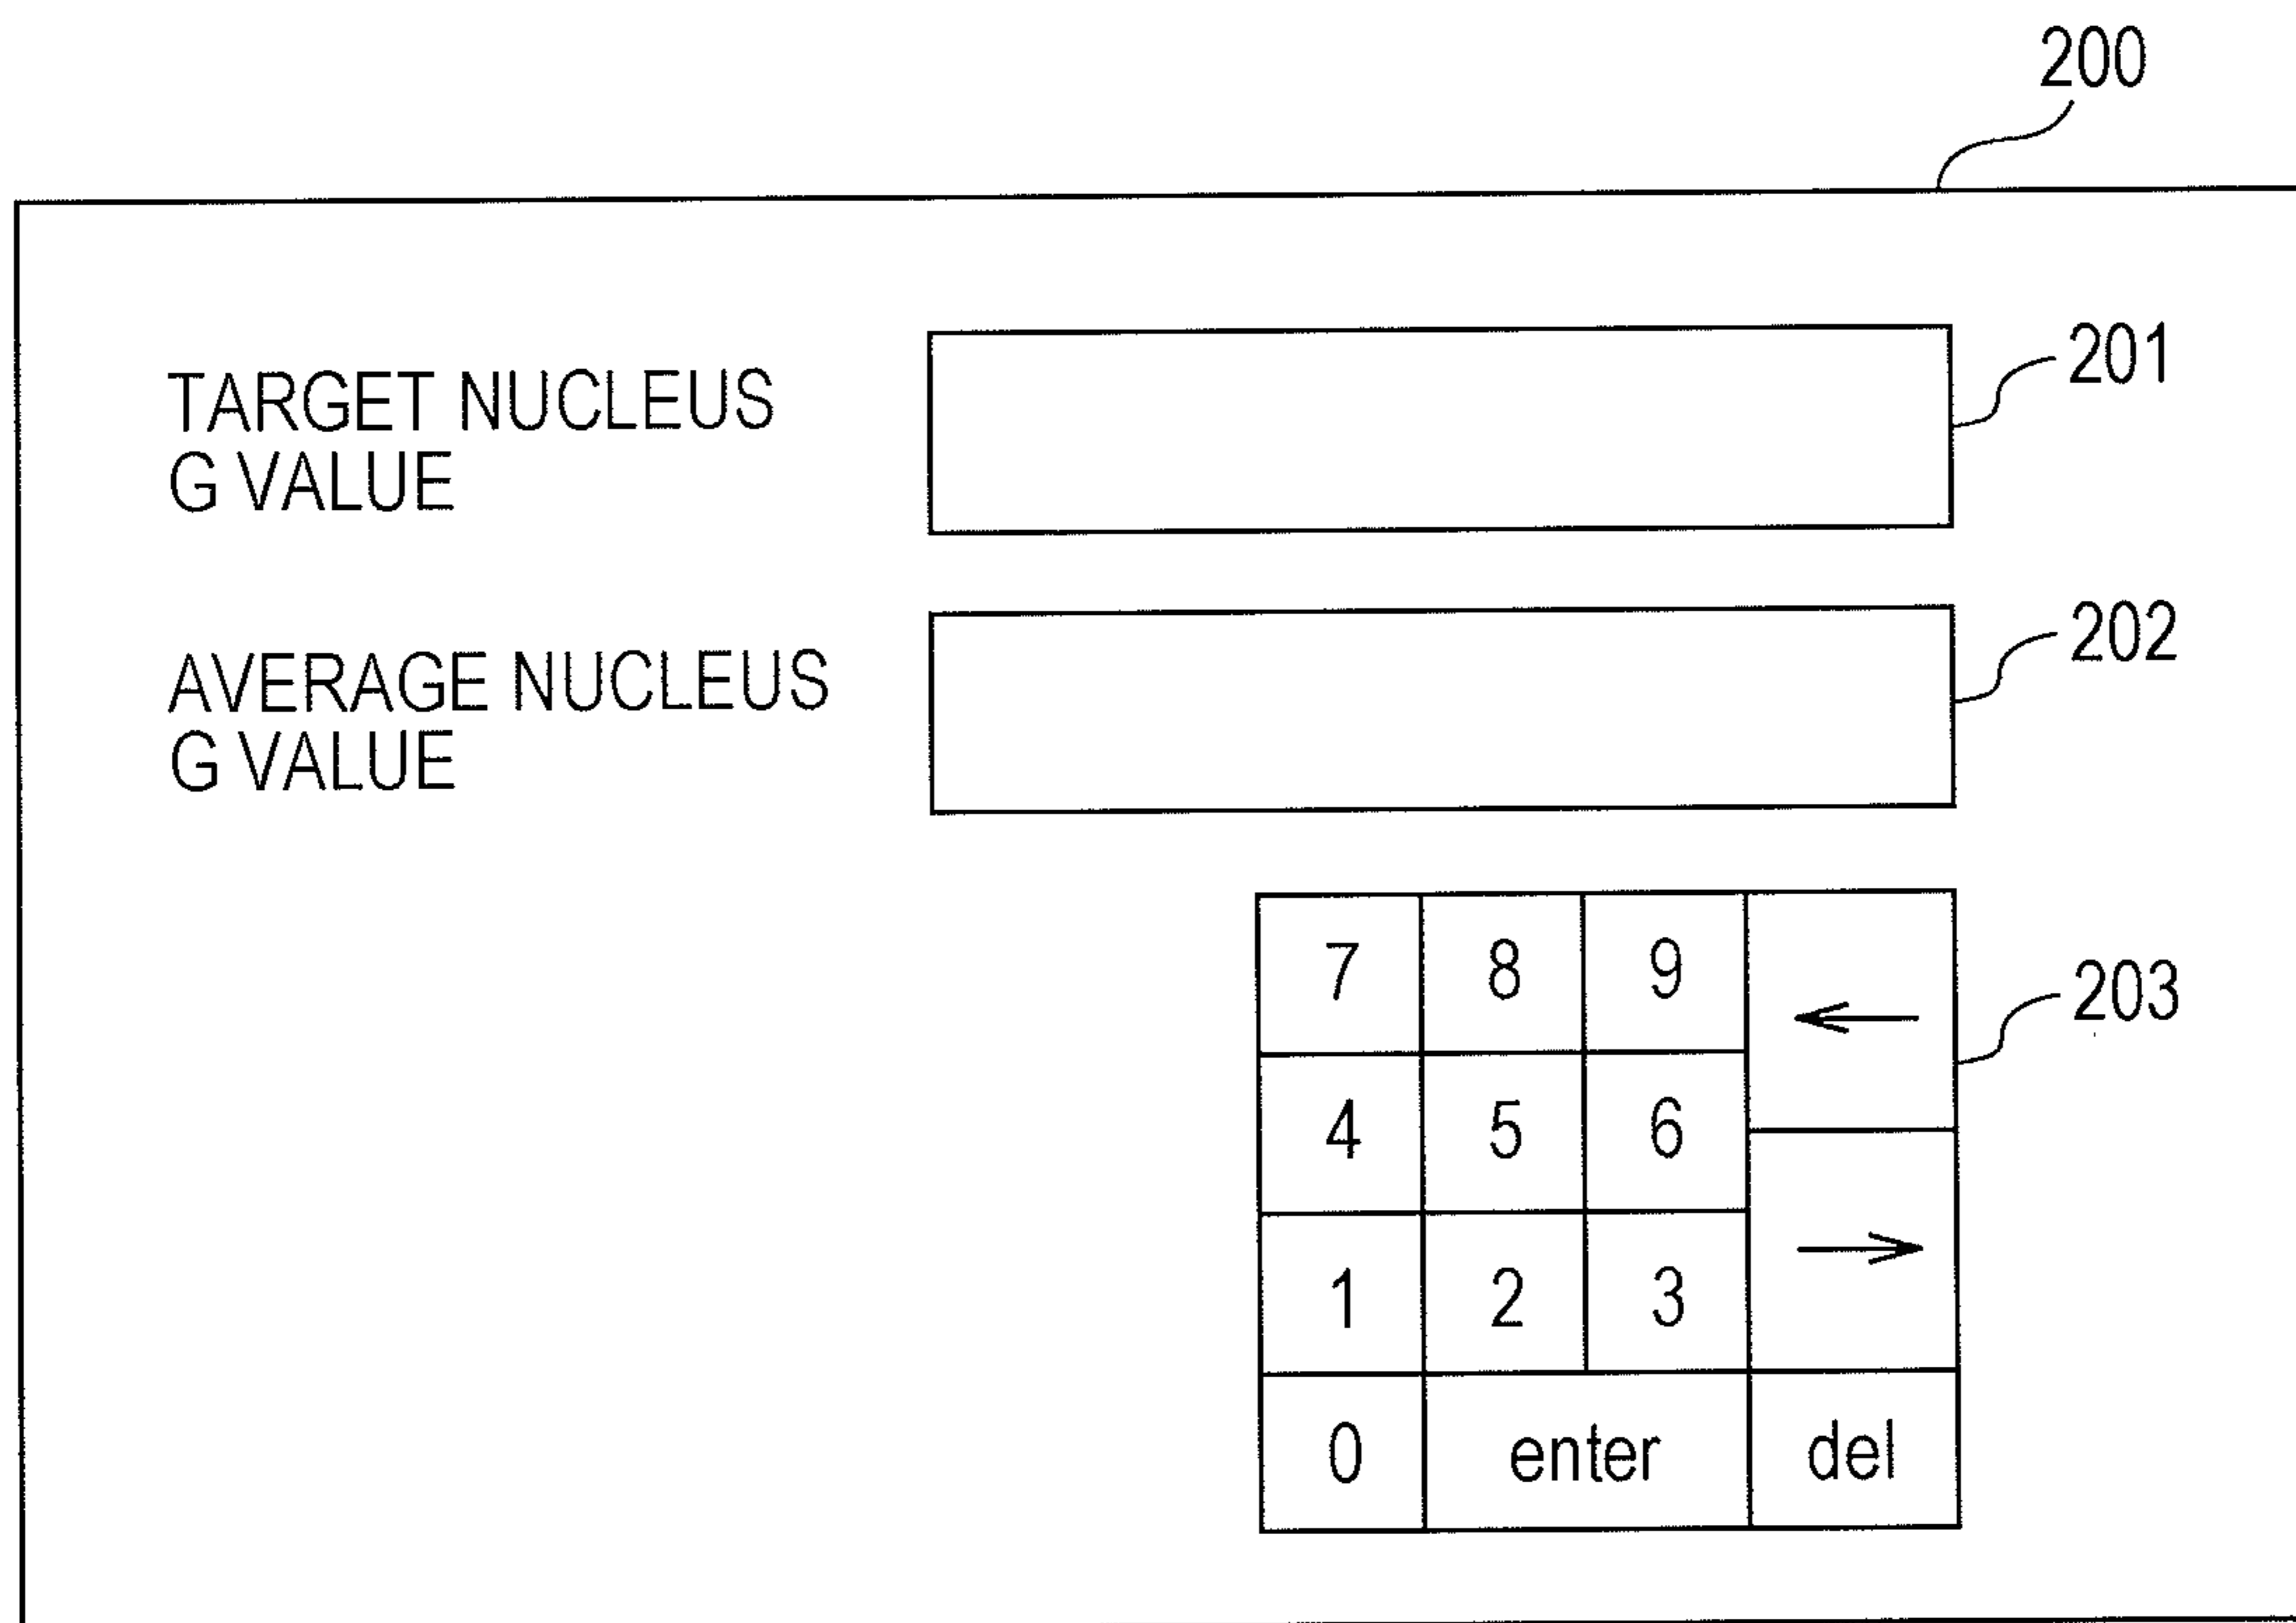 200
TARGET NUCLEUS
G VALUE
201
AVERAGE NUCLEUS
G VALUE
202
7 8 9 ←
203
4 5 6
1 2 3 →
0 enter del